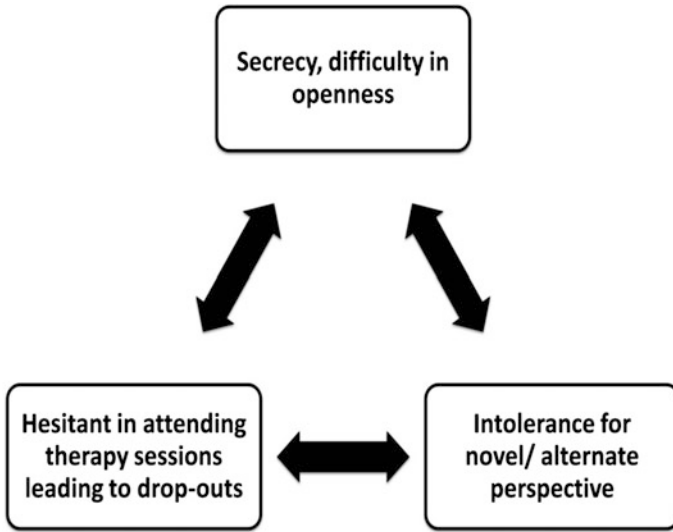 Secrecy, difficulty in
openness
Hesitant in attending
therapy sessions
leading to drop-outs
Intolerance for
novel/ alternate
perspective